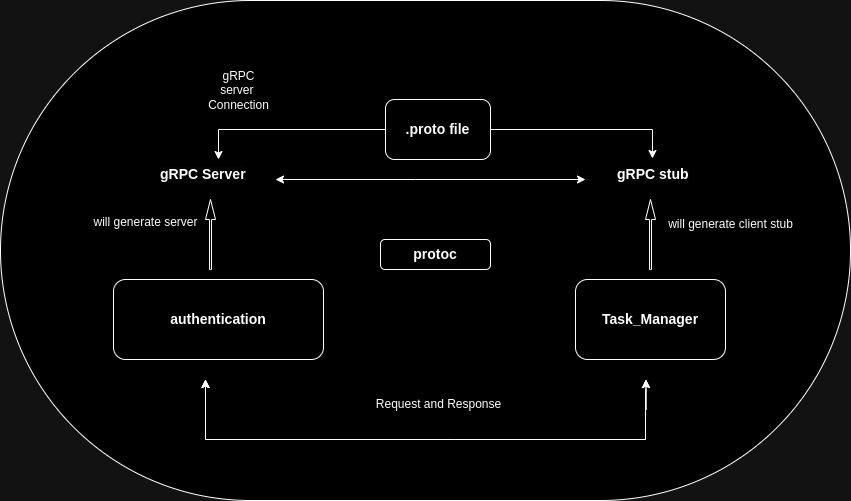 gRPC
server
Connection
.proto file
gRPC Server
gRPC stub
will generate server
will generate client stub
protoc
authentication
Task_Manager
Request and Response